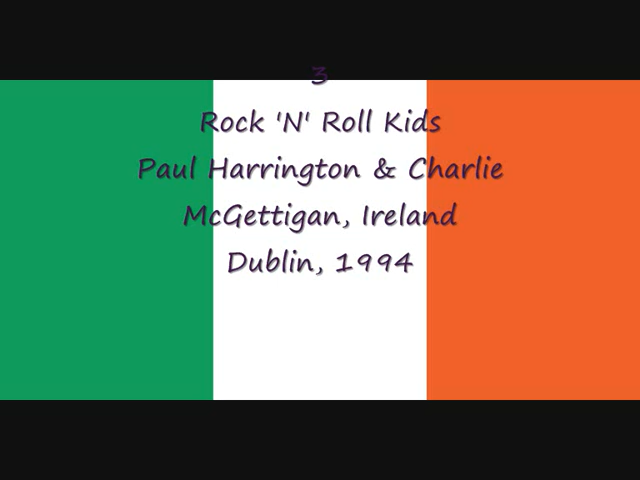 3
Rock 'N' Roll Kids
Paul Harrington & Charlie
McGettigan, Ireland
Dublin, 1994